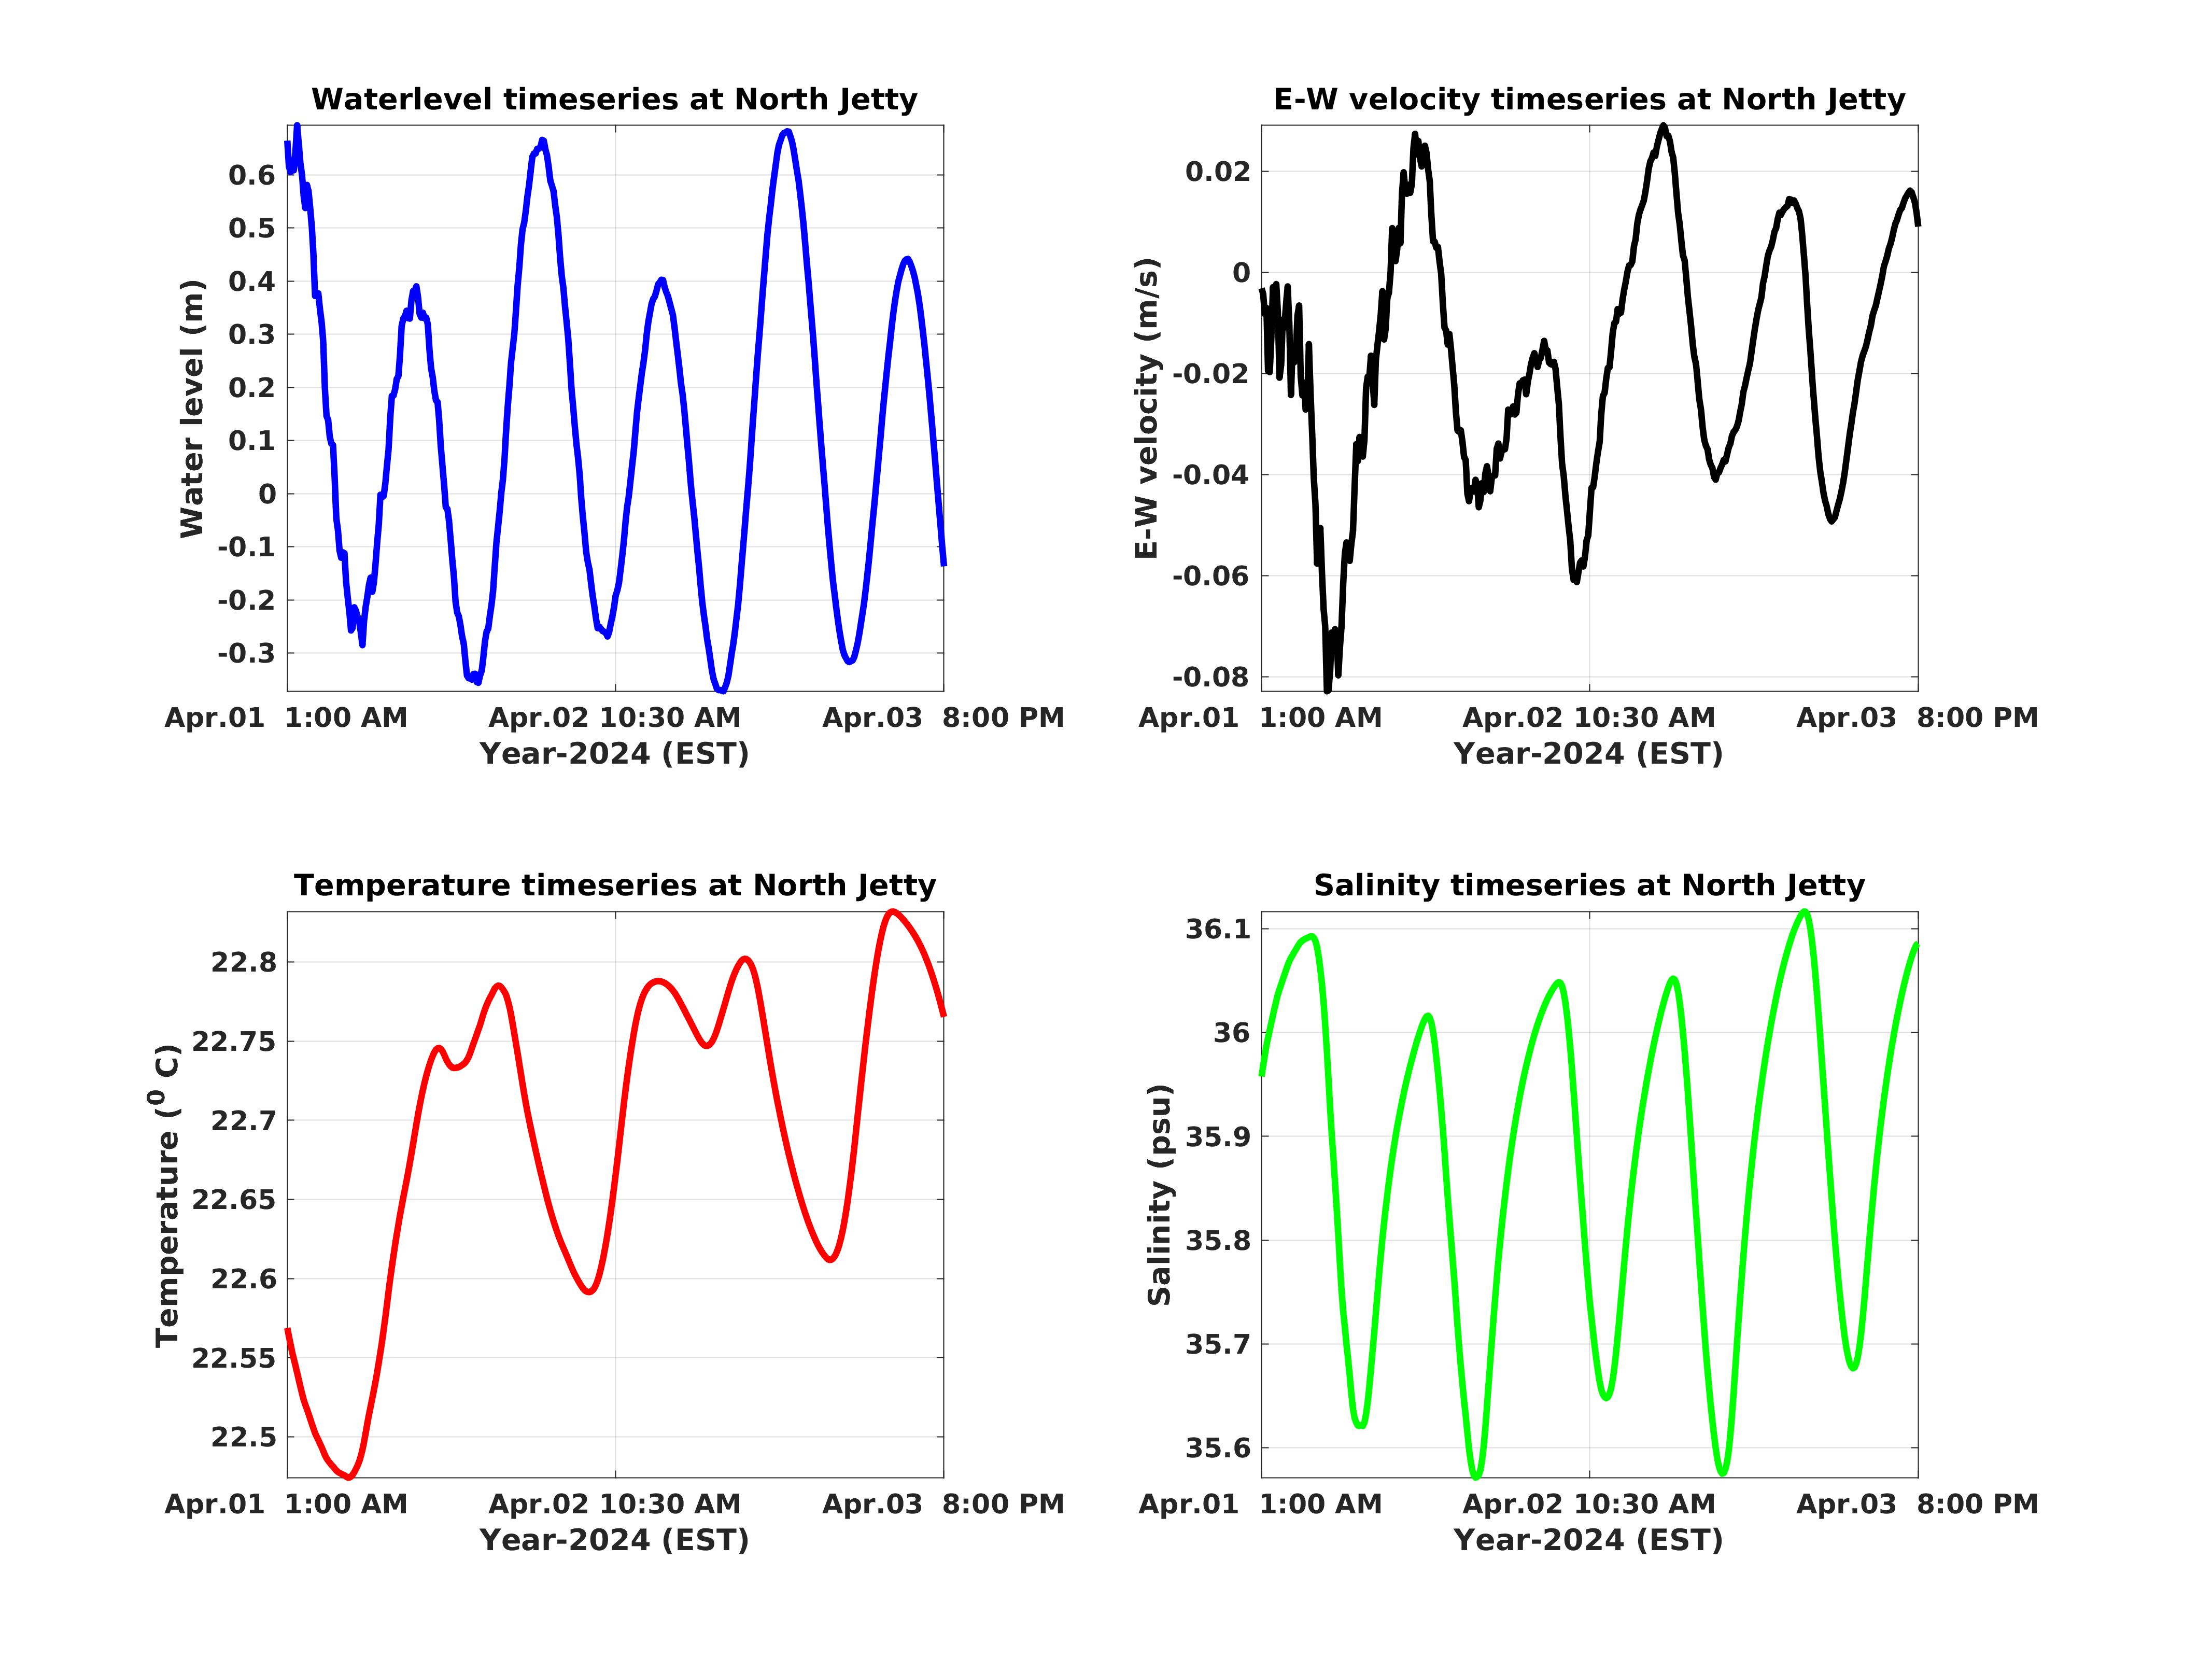 Waterlevel timeseries at North Jetty
Water level (m)
0.6
0.5
0.4
0.3
0.2
0.1
0
-0.1
-0.2
-0.3
Apr.01 1:00 AM Apr.02 10:30 AM Apr.03 8:00 PM
Year-2024 (EST)
E-W velocity timeseries at North Jetty
E-W velocity (m/s)
0.02
0
-0.02
-0.04
-0.06
-0.08
Apr.01 1:00 AM Apr.02 10:30 AM Apr.03 8:00 PM
Year-2024 (EST)
Temperature timeseries at North Jetty
Temperature (⁰ C)
22.8
22.75
22.7
22.65
22.6
22.55
22.5
Apr.01 1:00 AM Apr.02 10:30 AM Apr.03 8:00 PM
Year-2024 (EST)
Salinity timeseries at North Jetty
Salinity (psu)
36.1
36
35.9
35.8
35.7
35.6
Apr.01 1:00 AM Apr.02 10:30 AM Apr.03 8:00 PM
Year-2024 (EST)